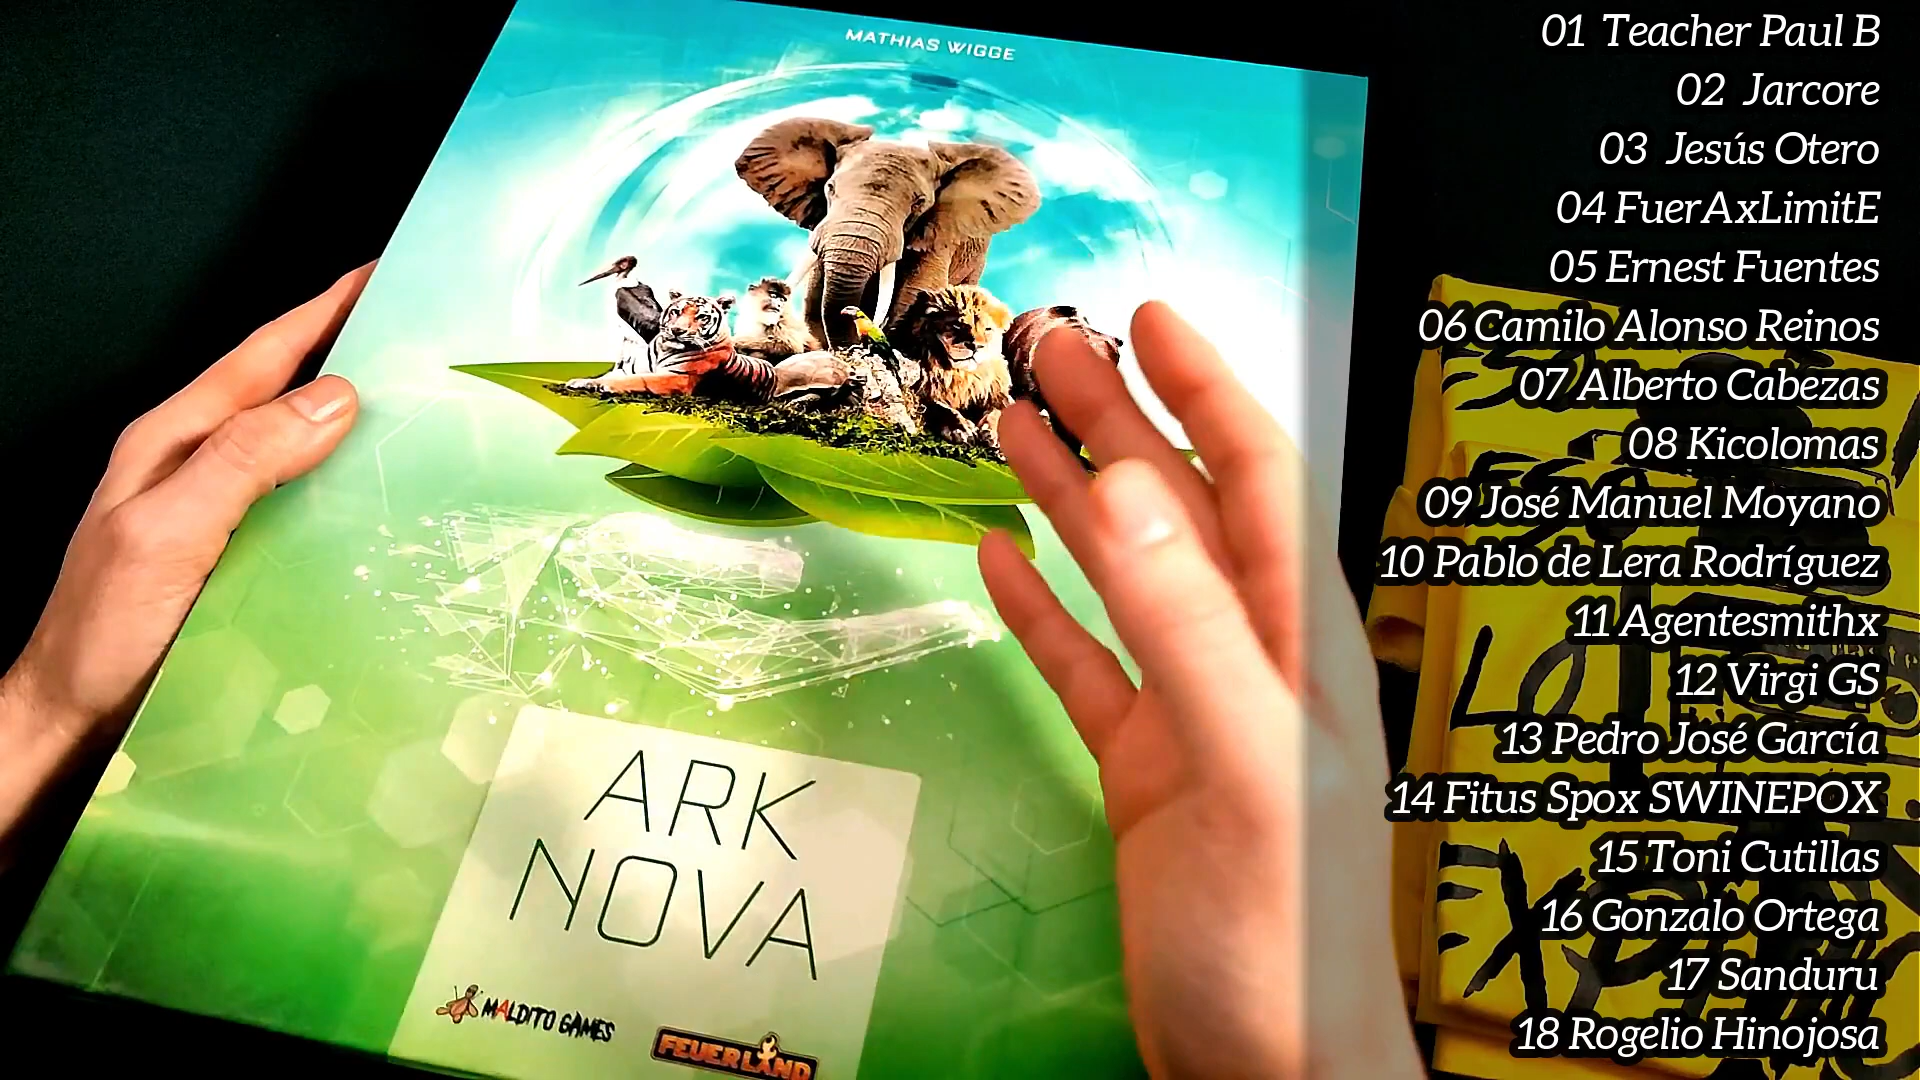 MATHIAS WIGGE
ARK
NOVA
MALDITO GAMES
FEUERLAND
01 Teacher Paul B
02 Jarcore
03 Jesús Otero
04 FuerAxLimitE
05 Ernest Fuentes
06 Camilo Alonso Reinos
07 Alberto Cabezas
08 Kicolomas
09 José Manuel Moyano
10 Pablo de Lera Rodríguez
11 Agentesmithx
12 Virgi GS
13 Pedro José García
14 Fitus Spox SWINEPOX
15 Toni Cutillas
16 Gonzalo Ortega
17 Sanduru
18 Rogelio Hinojosa